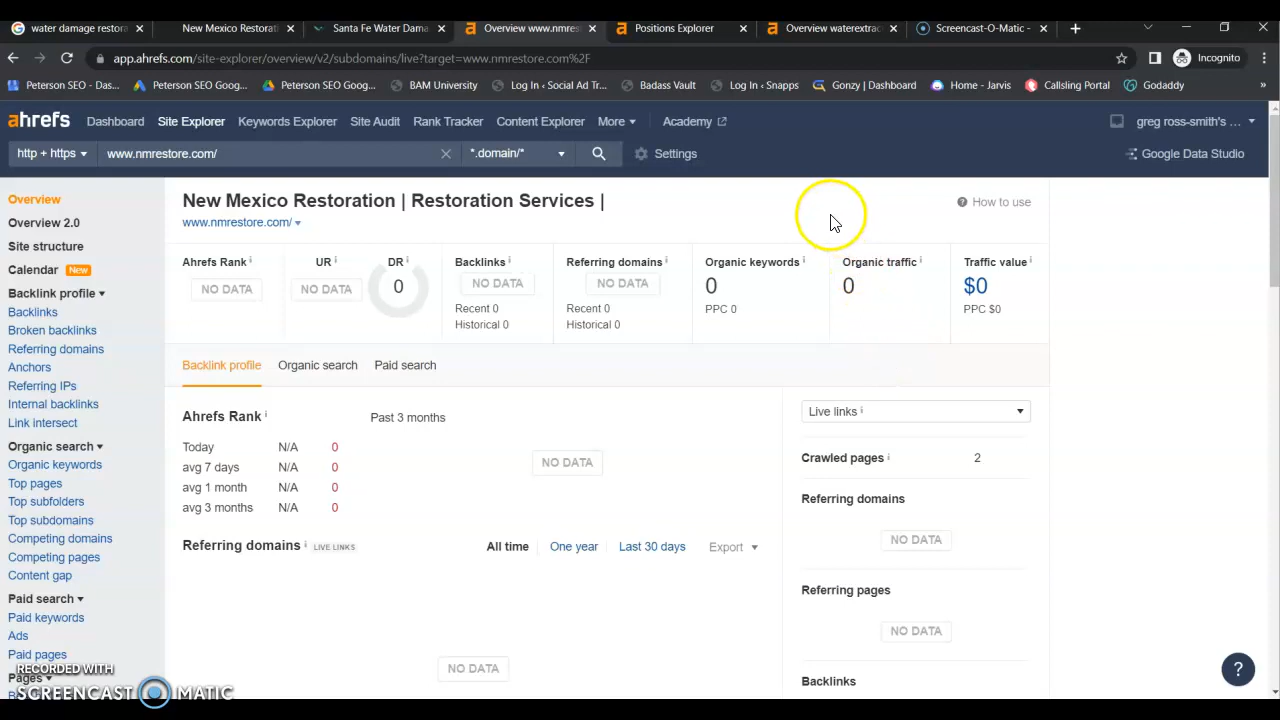 water damage restora
New Mexico Restorati
Santa Fe Water Dama
Overview www.nmrest
Positions Explorer
Overview waterextrac
Screencast-O-Matic -
app.ahrefs.com/site-explorer/overview/v2/subdomains/live?target=www.nmrestore.com%2F
Incognito
Peterson SEO - Das...
Peterson SEO Goog...
Peterson SEO Goog...
BAM University
Log In ‹ Social Ad Tr...
Badass Vault
Log In ‹ Snapps
Gonzy | Dashboard
Home - Jarvis
Callsling Portal
Godaddy
»
ahrefs
Dashboard
Site Explorer
Keywords Explorer
Site Audit
Rank Tracker
Content Explorer
More
Academy
greg ross-smith's ...
http + https
www.nmrestore.com/
*.domain/*
Settings
Google Data Studio
Overview
Overview 2.0
Site structure
Calendar New
Backlink profile
Backlinks
Broken backlinks
Referring domains
Anchors
Referring IPs
Internal backlinks
Link intersect
Organic search
Organic keywords
Top pages
Top subfolders
Top subdomains
Competing domains
Competing pages
Content gap
Paid search
Paid keywords
Ads
Paid pages
Pages
New Mexico Restoration | Restoration Services |
www.nmrestore.com/
? How to use
Ahrefs Rank i
NO DATA
UR i
NO DATA
DR i
0
Backlinks i
NO DATA
Recent 0
Historical 0
Referring domains i
NO DATA
Recent 0
Historical 0
Organic keywords i
0
PPC 0
Organic traffic i
0
Traffic value i
$0
PPC $0
Backlink profile
Organic search
Paid search
Ahrefs Rank i
Past 3 months
Today N/A 0
avg 7 days N/A 0
avg 1 month N/A 0
avg 3 months N/A 0
NO DATA
Referring domains i LIVE LINKS
All time
One year
Last 30 days
Export
NO DATA
Live links i
Crawled pages i 2
Referring domains
NO DATA
Referring pages
NO DATA
Backlinks
?
RECORDED WITH
SCREENCAST MATIC